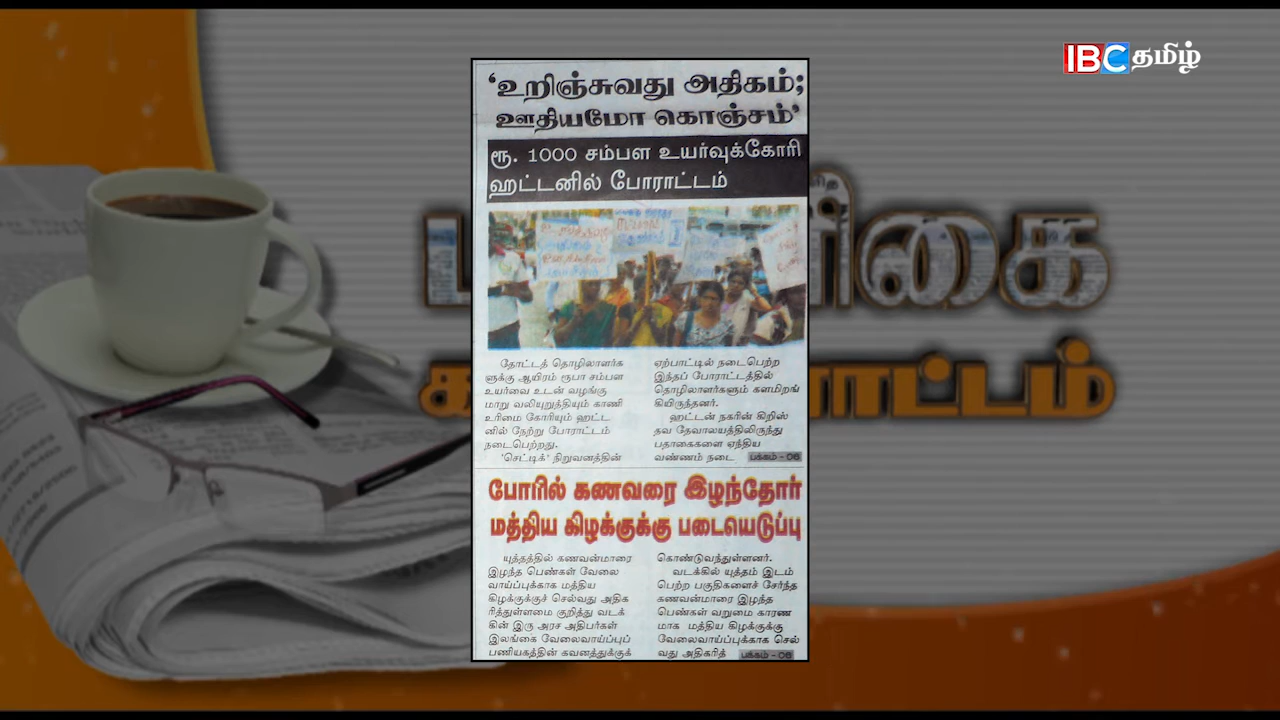 IBC தமிழ்
‘உறிஞ்சுவது அதிகம்;
ஊதியமோ கொஞ்சம்’
ரூ. 1000 சம்பள உயர்வுக்கோரி
ஹட்டனில் போராட்டம்
தோட்டத் தொழிலாளர்க
ளுக்கு ஆயிரம் ரூபா சம்பள
உயர்வை உடன் வழங்கு
மாறு வலியுறுத்தியும் காணி
உரிமை கோரியும் ஹட்ட
னில் நேற்று போராட்டம்
நடைபெற்றது.
‘செட்டிக்’ நிறுவனத்தின்
ஏற்பாட்டில் நடைபெற்ற
இந்தப் போராட்டத்தில்
தொழிலாளர்களும் களமிறங்
கியிருந்தனர்.
ஹட்டன் நகரின் கிறிஸ்
தவ தேவாலயத்திலிருந்து
பதாகைகளை ஏந்திய
வண்ணம் நடை பக்கம் - 06
போரில் கணவரை இழந்தோர்
மத்திய கிழக்குக்கு படையெடுப்பு
யுத்தத்தில் கணவன்மாரை
இழந்த பெண்கள் வேலை
வாய்ப்புக்காக மத்திய
கிழக்குக்குச் செல்வது அதிக
ரித்துள்ளமை குறித்து வடக்
கின் இரு அரச அதிபர்கள்
இலங்கை வேலைவாய்ப்புப்
பணியகத்தின் கவனத்துக்குக்
கொண்டுவந்துள்ளனர்.
வடக்கில் யுத்தம் இடம்
பெற்ற பகுதிகளைச் சேர்ந்த
கணவன்மாரை இழந்த
பெண்கள் வறுமை காரண
மாக மத்திய கிழக்குக்கு
வேலைவாய்ப்புக்காக செல்
வது அதிகரித் பக்கம் - 06